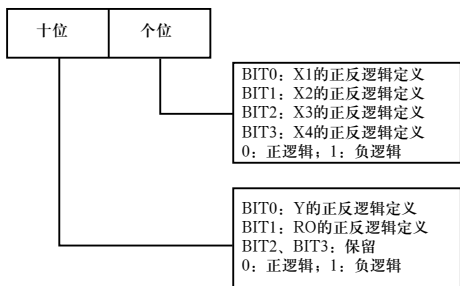 十位 个位
BIT0：X1的正反逻辑定义
BIT1：X2的正反逻辑定义
BIT2：X3的正反逻辑定义
BIT3：X4的正反逻辑定义
0：正逻辑；1：负逻辑
BIT0：Y的正反逻辑定义
BIT1：RO的正反逻辑定义
BIT2、BIT3：保留
0：正逻辑；1：负逻辑